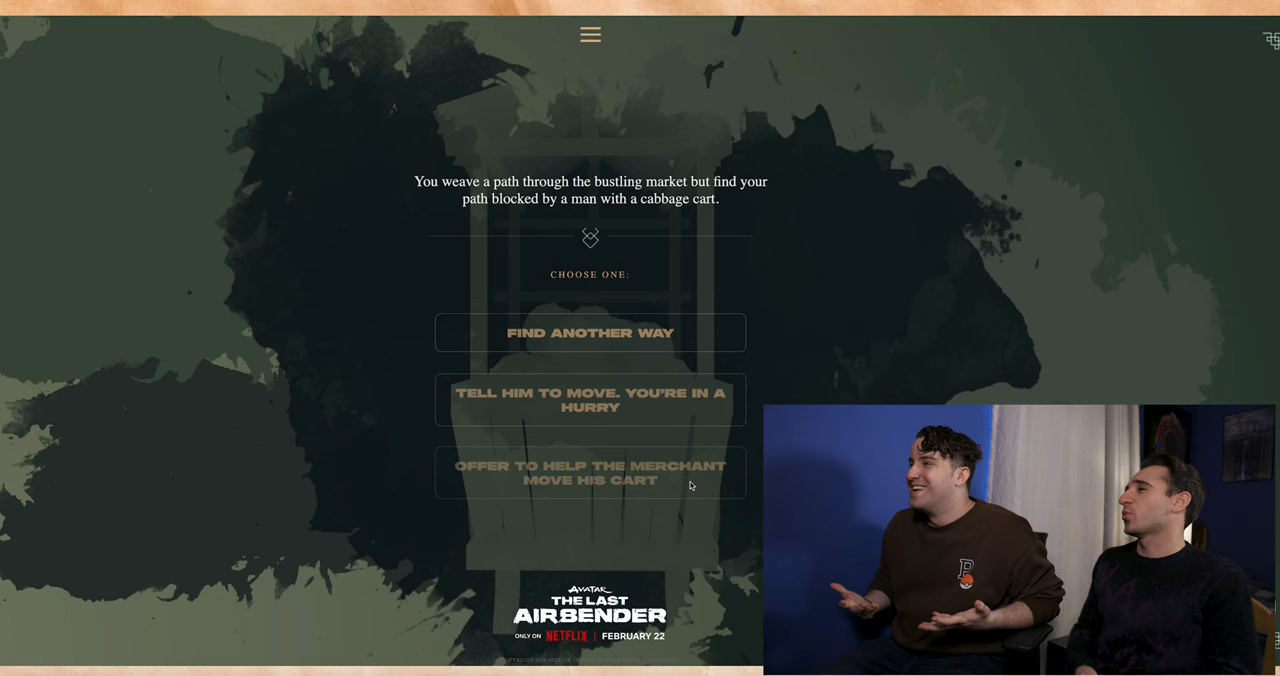 You weave a path through the bustling market but find your
path blocked by a man with a cabbage cart.
CHOOSE ONE:
FIND ANOTHER WAY
TELL HIM TO MOVE. YOU'RE IN A
HURRY
OFFER TO HELP THE MERCHANT
MOVE HIS CART
AVATAR
THE LAST
AIRBENDER
ONLY ON NETFLIX | FEBRUARY 22
P